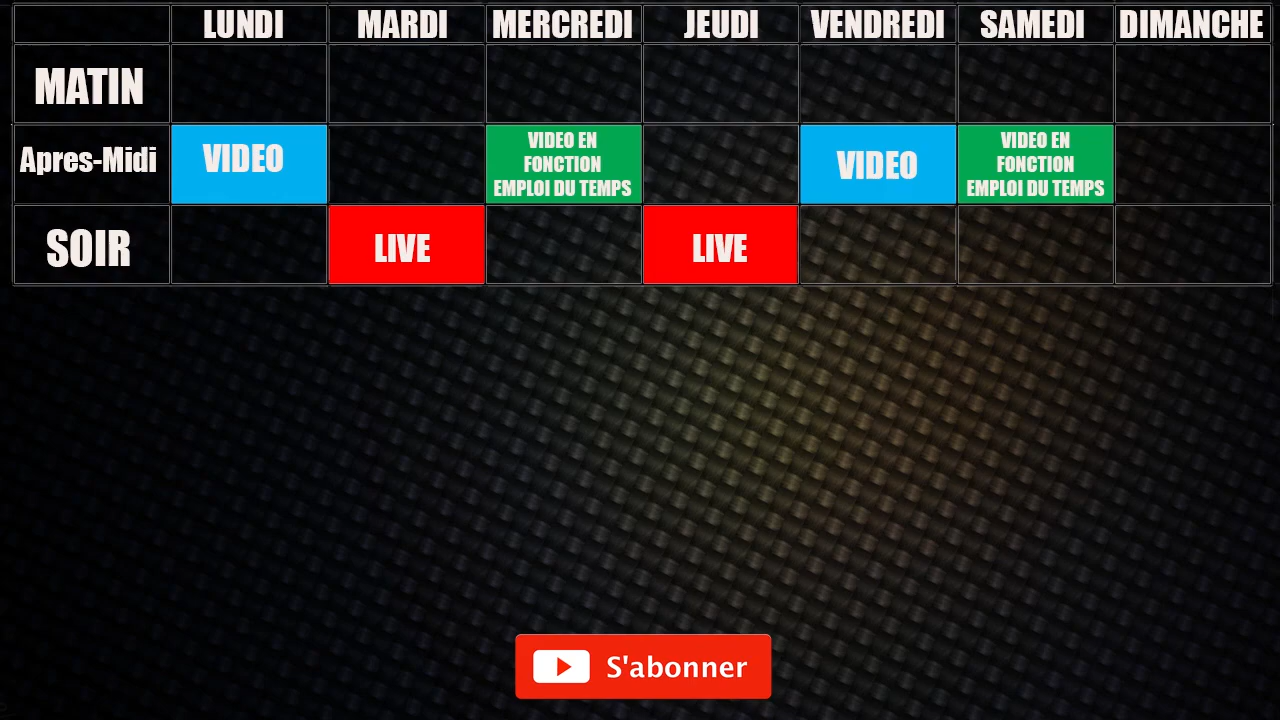 LUNDI MARDI MERCREDI JEUDI VENDREDI SAMEDI DIMANCHE
MATIN
Apres-Midi
VIDEO
VIDEO EN
FONCTION
EMPLOI DU TEMPS
VIDEO
VIDEO EN
FONCTION
EMPLOI DU TEMPS
SOIR
LIVE
LIVE
S'abonner